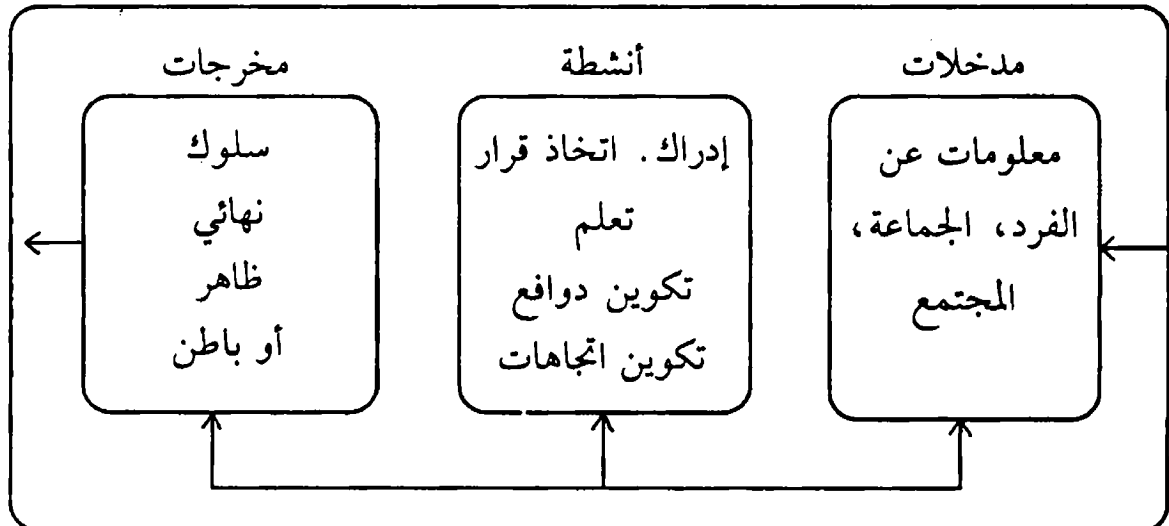 مدخلات
معلومات عن
الفرد، الجماعة،
المجتمع
أنشطة
إدراك. اتخاذ قرار
تعلم
تكوين دوافع
تكوين اتجاهات
مخرجات
سلوك
نهائي
ظاهر
أو باطن